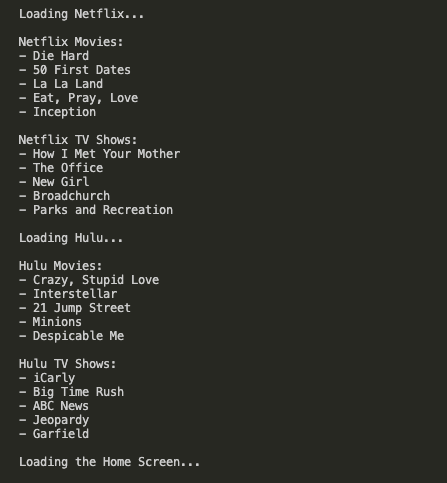 Loading Netflix...
Netflix Movies:
- Die Hard
- 50 First Dates
- La La Land
- Eat, Pray, Love
- Inception
Netflix TV Shows:
- How I Met Your Mother
- The Office
- New Girl
- Broadchurch
- Parks and Recreation
Loading Hulu...
Hulu Movies:
- Crazy, Stupid Love
- Interstellar
- 21 Jump Street
- Minions
- Despicable Me
Hulu TV Shows:
- iCarly
- Big Time Rush
- ABC News
- Jeopardy
- Garfield
Loading the Home Screen...